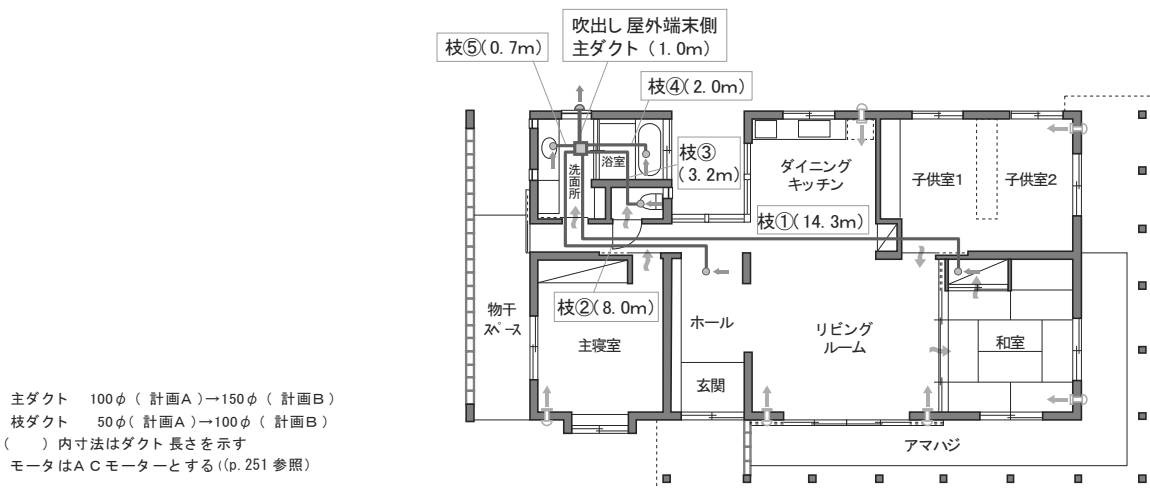 吹出し 屋外端末側
主ダクト（1.0m）
枝⑤(0.7m)
枝④(2.0m)
枝③
(3.2m)
浴室
洗面所
ダイニング
キッチン
子供室1
子供室2
枝①(14.3m)
枝②(8.0m)
物干
スペース
主寝室
ホール
リビング
ルーム
和室
玄関
アマハジ
主ダクト 100φ（計画A）→150φ（計画B）
枝ダクト 50φ(計画A)→100φ（計画B）
（ ）内寸法はダクト長さを示す
モータはACモーターとする((p.251参照)